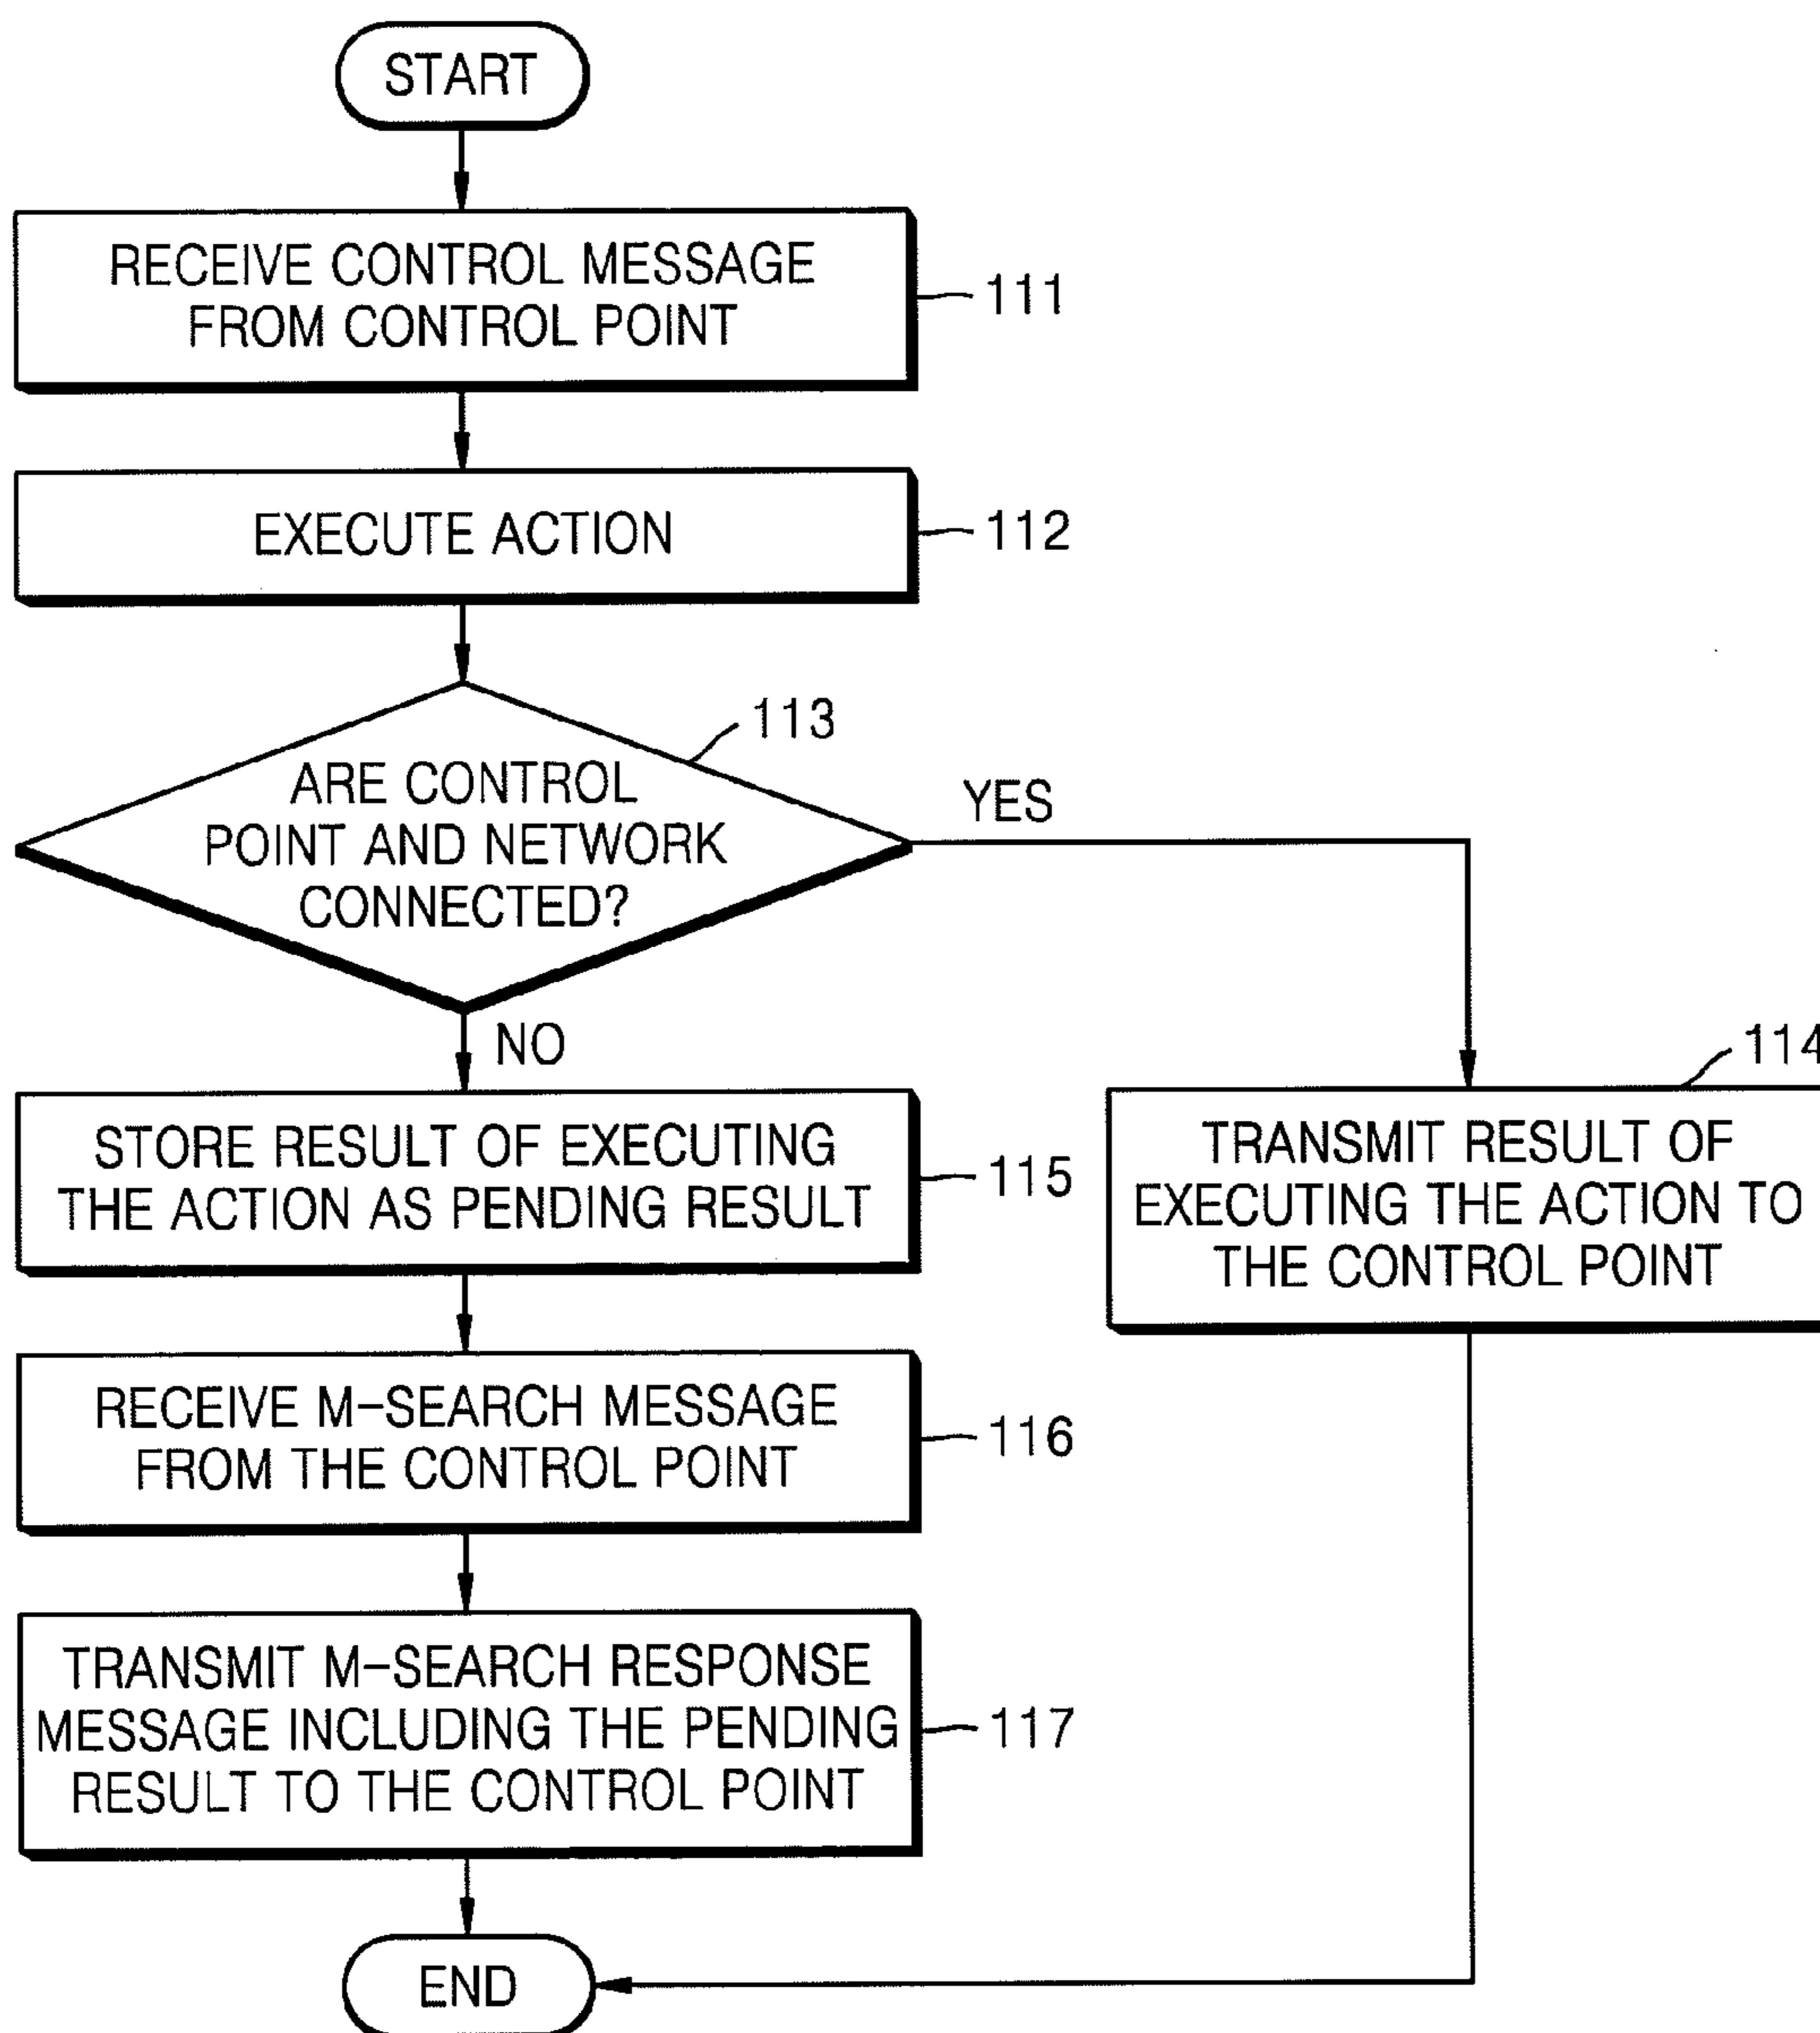 START
RECEIVE CONTROL MESSAGE
FROM CONTROL POINT
111
EXECUTE ACTION
112
113
ARE CONTROL
POINT AND NETWORK
CONNECTED?
YES
NO
114
STORE RESULT OF EXECUTING
THE ACTION AS PENDING RESULT
115
TRANSMIT RESULT OF
EXECUTING THE ACTION TO
THE CONTROL POINT
RECEIVE M-SEARCH MESSAGE
FROM THE CONTROL POINT
116
TRANSMIT M-SEARCH RESPONSE
MESSAGE INCLUDING THE PENDING
RESULT TO THE CONTROL POINT
117
END